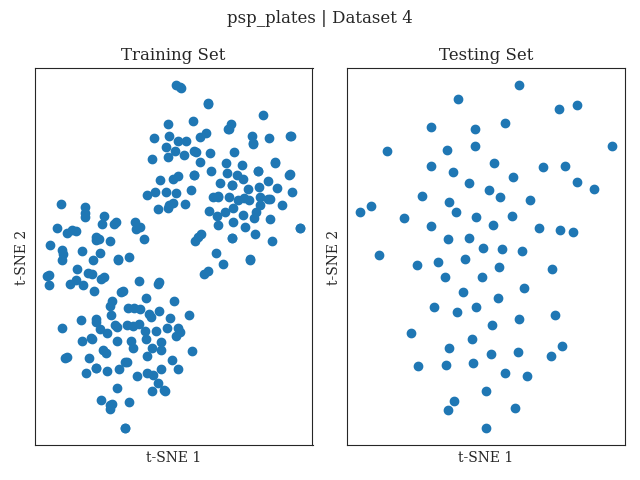 psp_plates | Dataset 4
Training Set
Testing Set
t-SNE 2
t-SNE 2
t-SNE 1
t-SNE 1